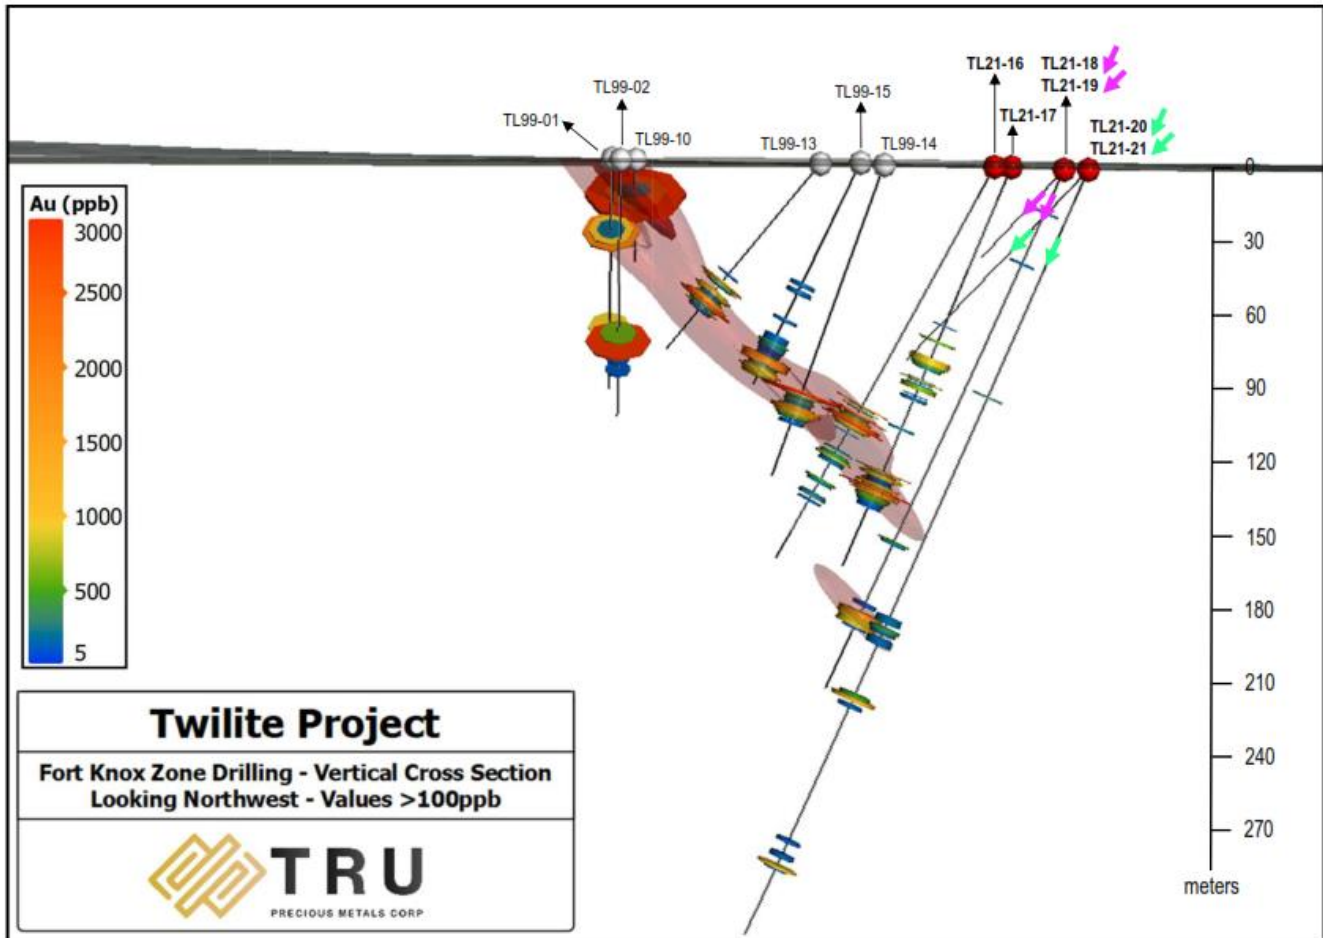 TL99-01
TL99-02
TL99-10
TL99-13
TL99-15
TL99-14
TL21-16
TL21-17
TL21-18
TL21-19
TL21-20
TL21-21
Au (ppb)
3000
2500
2000
1500
1000
500
5
0
30
60
90
120
150
180
210
240
270
meters
Twilite Project
Fort Knox Zone Drilling - Vertical Cross Section
Looking Northwest - Values >100ppb
TRU
PRECIOUS METALS CORP